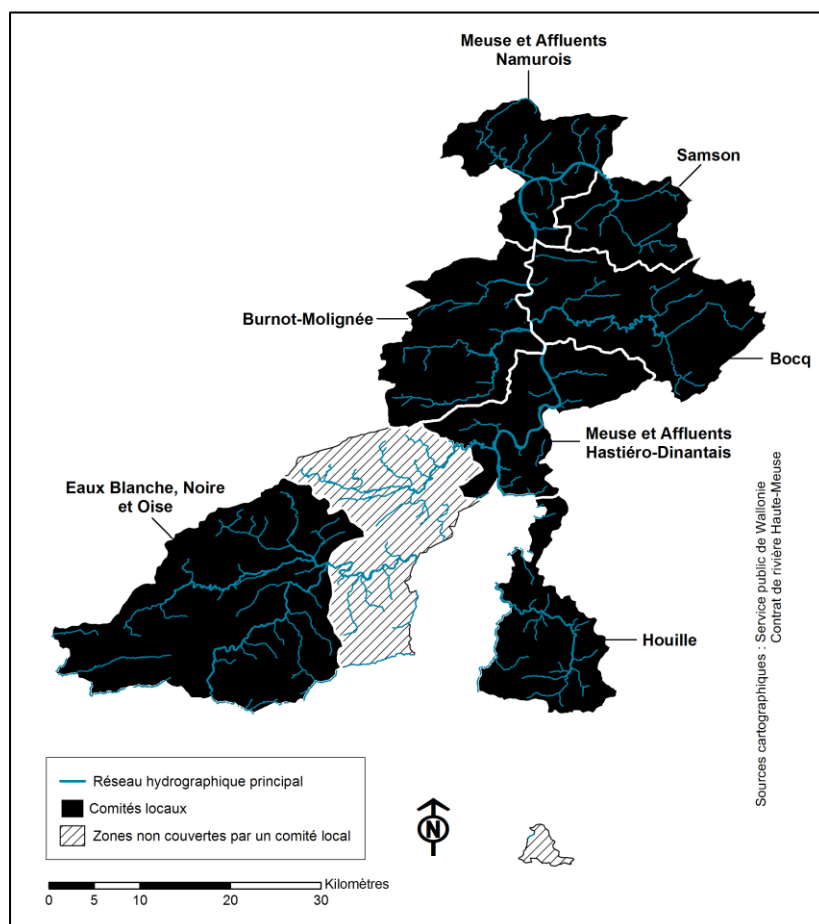 Meuse et Affluents
Namurois
Samson
Burnot-Molignée
Bocq
Meuse et Affluents
Hastiéro-Dinantais
Eaux Blanche, Noire
et Oise
Houille
Sources cartographiques : Service public de Wallonie
Contrat de rivière Haute-Meuse
Réseau hydrographique principal
Comités locaux
Zones non couvertes par un comité local
N
Kilomètres
0 5 10 20 30